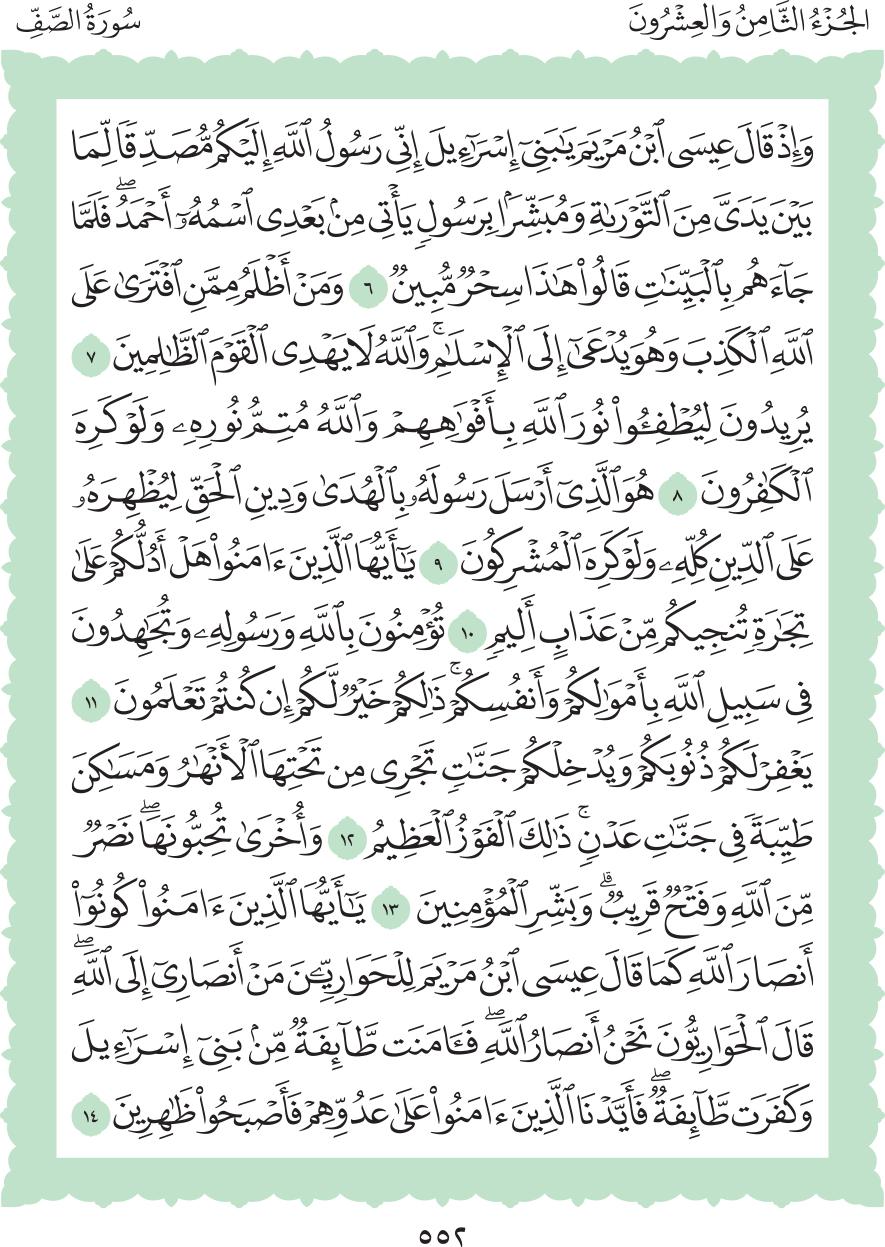 الجُزْءُ الثَّامِنُ وَالعِشْرُونَ
سُورَةُ الصَّفِّ
وَإِذْ قَالَ عِيسَى ٱبْنُ مَرْيَمَ يَٰبَنِىٓ إِسْرَٰٓءِيلَ إِنِّى رَسُولُ ٱللَّهِ إِلَيْكُم مُّصَدِّقًا لِّمَا
بَيْنَ يَدَىَّ مِنَ ٱلتَّوْرَىٰةِ وَمُبَشِّرًۢا بِرَسُولٍ يَأْتِى مِنۢ بَعْدِى ٱسْمُهُۥٓ أَحْمَدُۖ فَلَمَّا
جَآءَهُم بِٱلْبَيِّنَٰتِ قَالُوا۟ هَٰذَا سِحْرٌ مُّبِينٌ ٦ وَمَنْ أَظْلَمُ مِمَّنِ ٱفْتَرَىٰ عَلَى
ٱللَّهِ ٱلْكَذِبَ وَهُوَ يُدْعَىٰٓ إِلَى ٱلْإِسْلَٰمِۚ وَٱللَّهُ لَا يَهْدِى ٱلْقَوْمَ ٱلظَّٰلِمِينَ ٧
يُرِيدُونَ لِيُطْفِـُٔوا۟ نُورَ ٱللَّهِ بِأَفْوَٰهِهِمْ وَٱللَّهُ مُتِمُّ نُورِهِۦ وَلَوْ كَرِهَ
ٱلْكَٰفِرُونَ ٨ هُوَ ٱلَّذِىٓ أَرْسَلَ رَسُولَهُۥ بِٱلْهُدَىٰ وَدِينِ ٱلْحَقِّ لِيُظْهِرَهُۥ
عَلَى ٱلدِّينِ كُلِّهِۦ وَلَوْ كَرِهَ ٱلْمُشْرِكُونَ ٩ يَٰٓأَيُّهَا ٱلَّذِينَ ءَامَنُوا۟ هَلْ أَدُلُّكُمْ عَلَىٰ
تِجَٰرَةٍ تُنجِيكُم مِّنْ عَذَابٍ أَلِيمٍ ١٠ تُؤْمِنُونَ بِٱللَّهِ وَرَسُولِهِۦ وَتُجَٰهِدُونَ
فِى سَبِيلِ ٱللَّهِ بِأَمْوَٰلِكُمْ وَأَنفُسِكُمْۚ ذَٰلِكُمْ خَيْرٌ لَّكُمْ إِن كُنتُمْ تَعْلَمُونَ ١١
يَغْفِرْ لَكُمْ ذُنُوبَكُمْ وَيُدْخِلْكُمْ جَنَّٰتٍ تَجْرِى مِن تَحْتِهَا ٱلْأَنْهَٰرُ وَمَسَٰكِنَ
طَيِّبَةً فِى جَنَّٰتِ عَدْنٍۚ ذَٰلِكَ ٱلْفَوْزُ ٱلْعَظِيمُ ١٢ وَأُخْرَىٰ تُحِبُّونَهَاۖ نَصْرٌ
مِّنَ ٱللَّهِ وَفَتْحٌ قَرِيبٌۗ وَبَشِّرِ ٱلْمُؤْمِنِينَ ١٣ يَٰٓأَيُّهَا ٱلَّذِينَ ءَامَنُوا۟ كُونُوٓا۟
أَنصَارَ ٱللَّهِ كَمَا قَالَ عِيسَى ٱبْنُ مَرْيَمَ لِلْحَوَارِيِّۦنَ مَنْ أَنصَارِىٓ إِلَى ٱللَّهِۖ
قَالَ ٱلْحَوَارِيُّونَ نَحْنُ أَنصَارُ ٱللَّهِۖ فَـَٔامَنَت طَّآئِفَةٌ مِّنۢ بَنِىٓ إِسْرَٰٓءِيلَ
وَكَفَرَت طَّآئِفَةٌۖ فَأَيَّدْنَا ٱلَّذِينَ ءَامَنُوا۟ عَلَىٰ عَدُوِّهِمْ فَأَصْبَحُوا۟ ظَٰهِرِينَ ١٤
٥٥٢